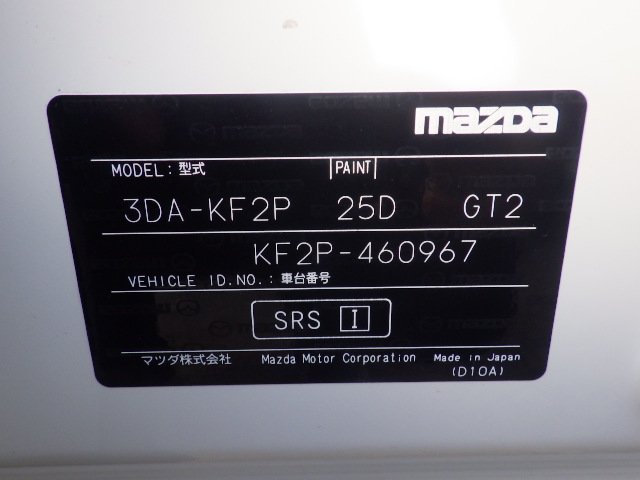 mazda
MODEL: 型式 PAINT
3DA-KF2P 25D GT2
KF2P-460967
VEHICLE ID.NO.: 車台番号
SRS I
マツダ株式会社 Mazda Motor Corporation Made in Japan
(D10A)